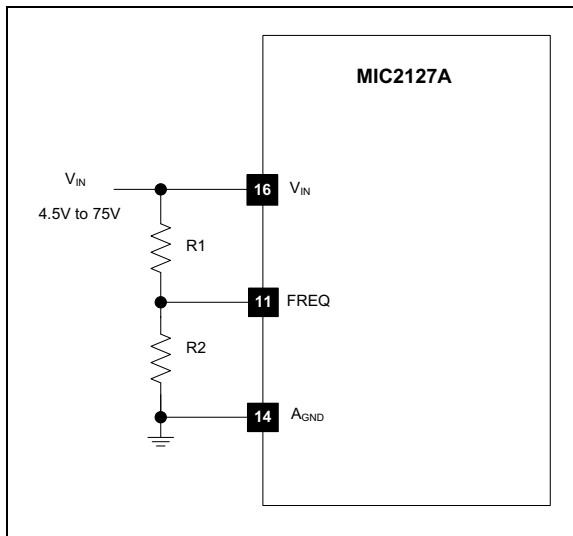 MIC2127A
VIN
4.5V to 75V
16
VIN
R1
11
FREQ
R2
14
AGND